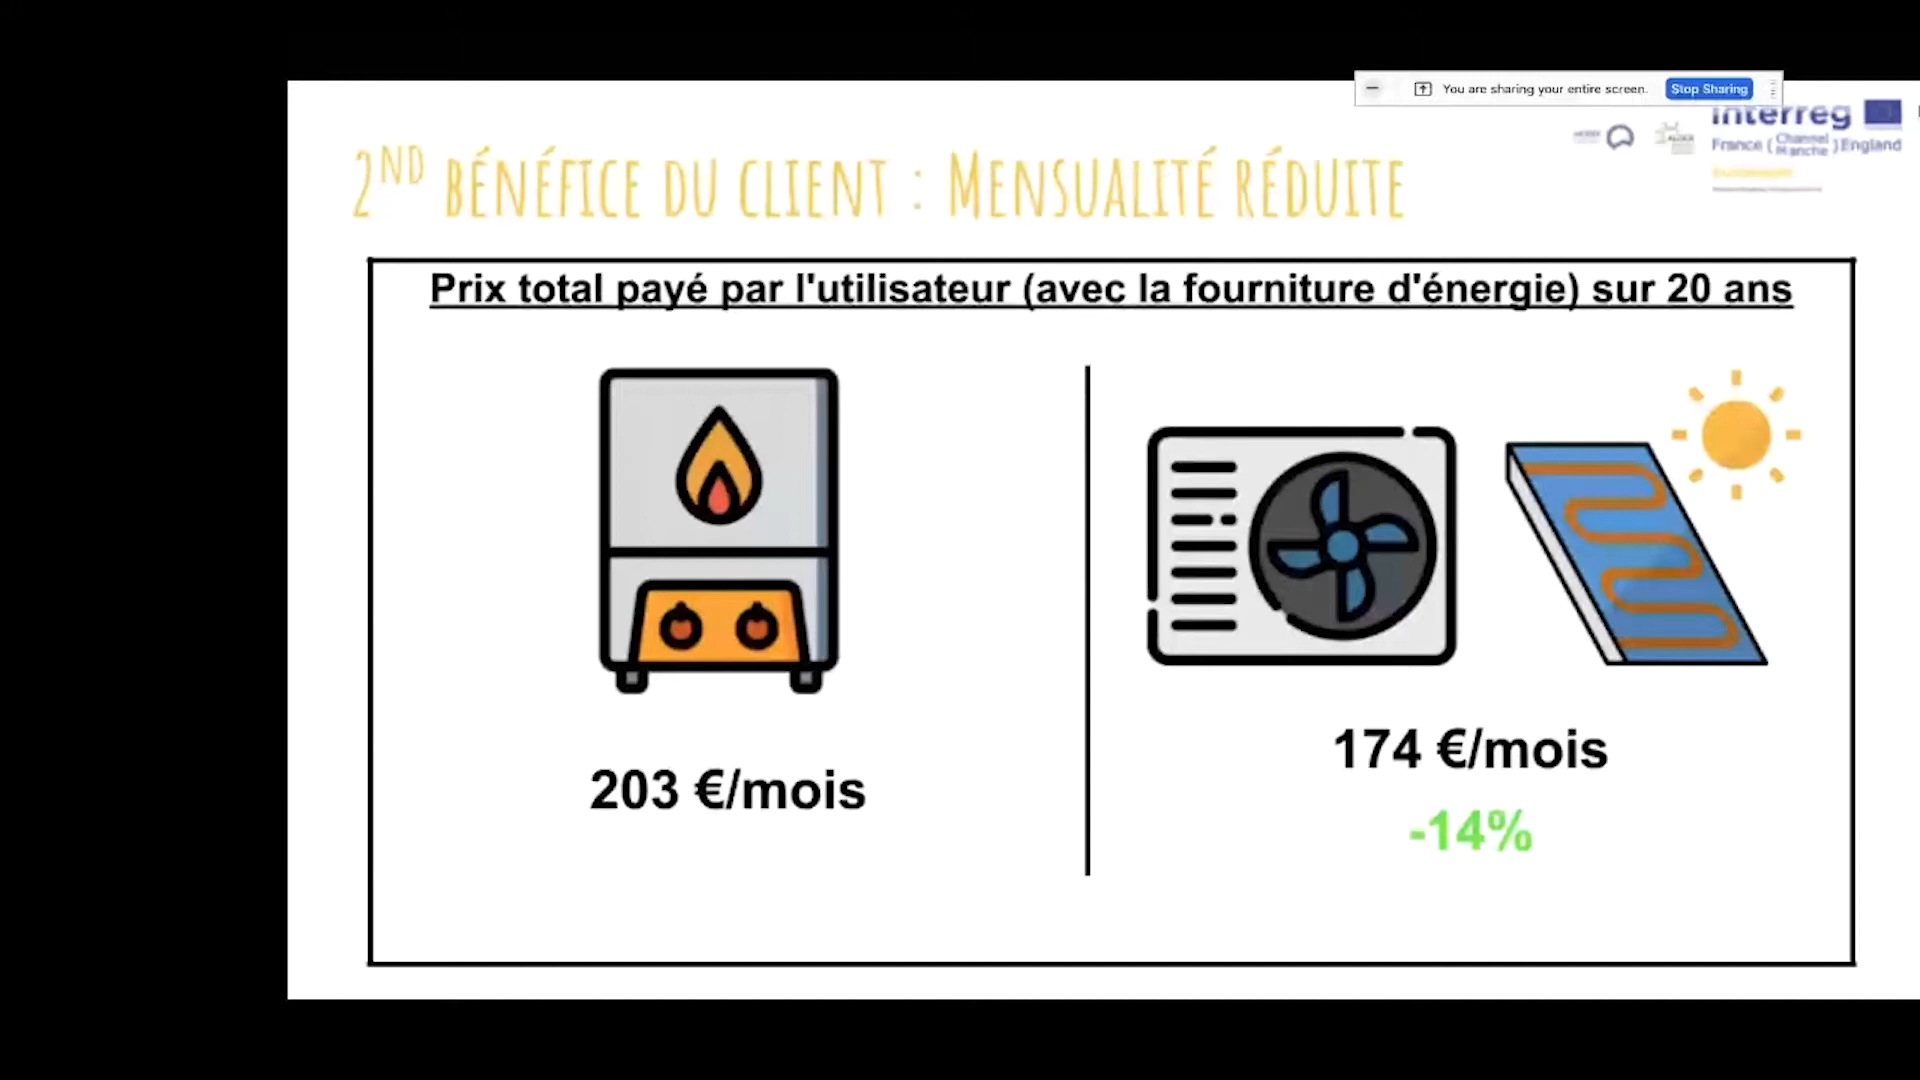 You are sharing your entire screen. Stop Sharing
Interreg
France ( Channel Manche ) England
2ND BÉNÉFICE DU CLIENT : MENSUALITÉ RÉDUITE
Prix total payé par l'utilisateur (avec la fourniture d'énergie) sur 20 ans
203 €/mois
174 €/mois
-14%